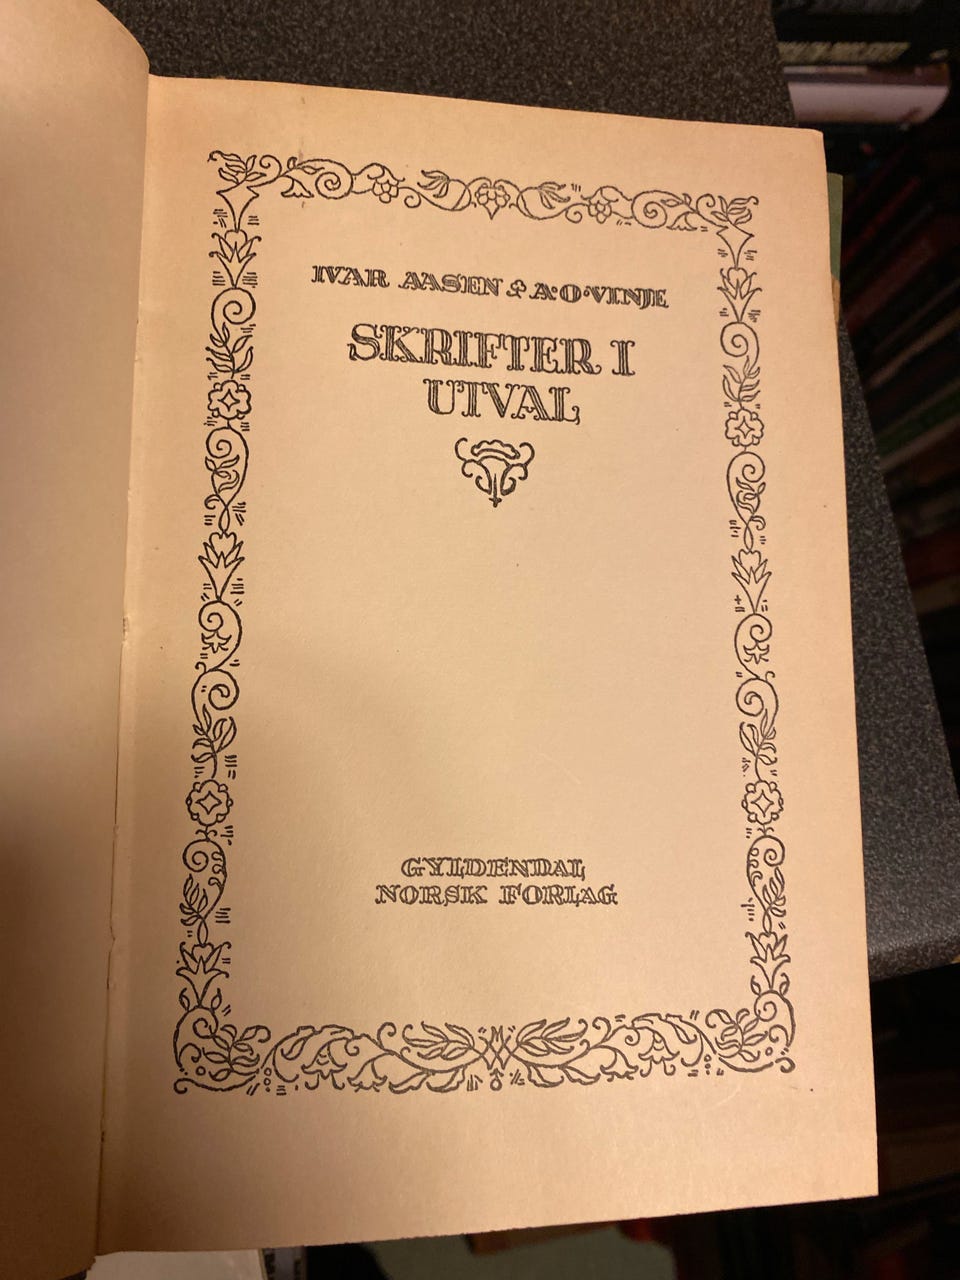 IVAR AASEN & A·O·VINJE
SKRIFTER I
UTVAL
GYLDENDAL
NORSK FORLAG